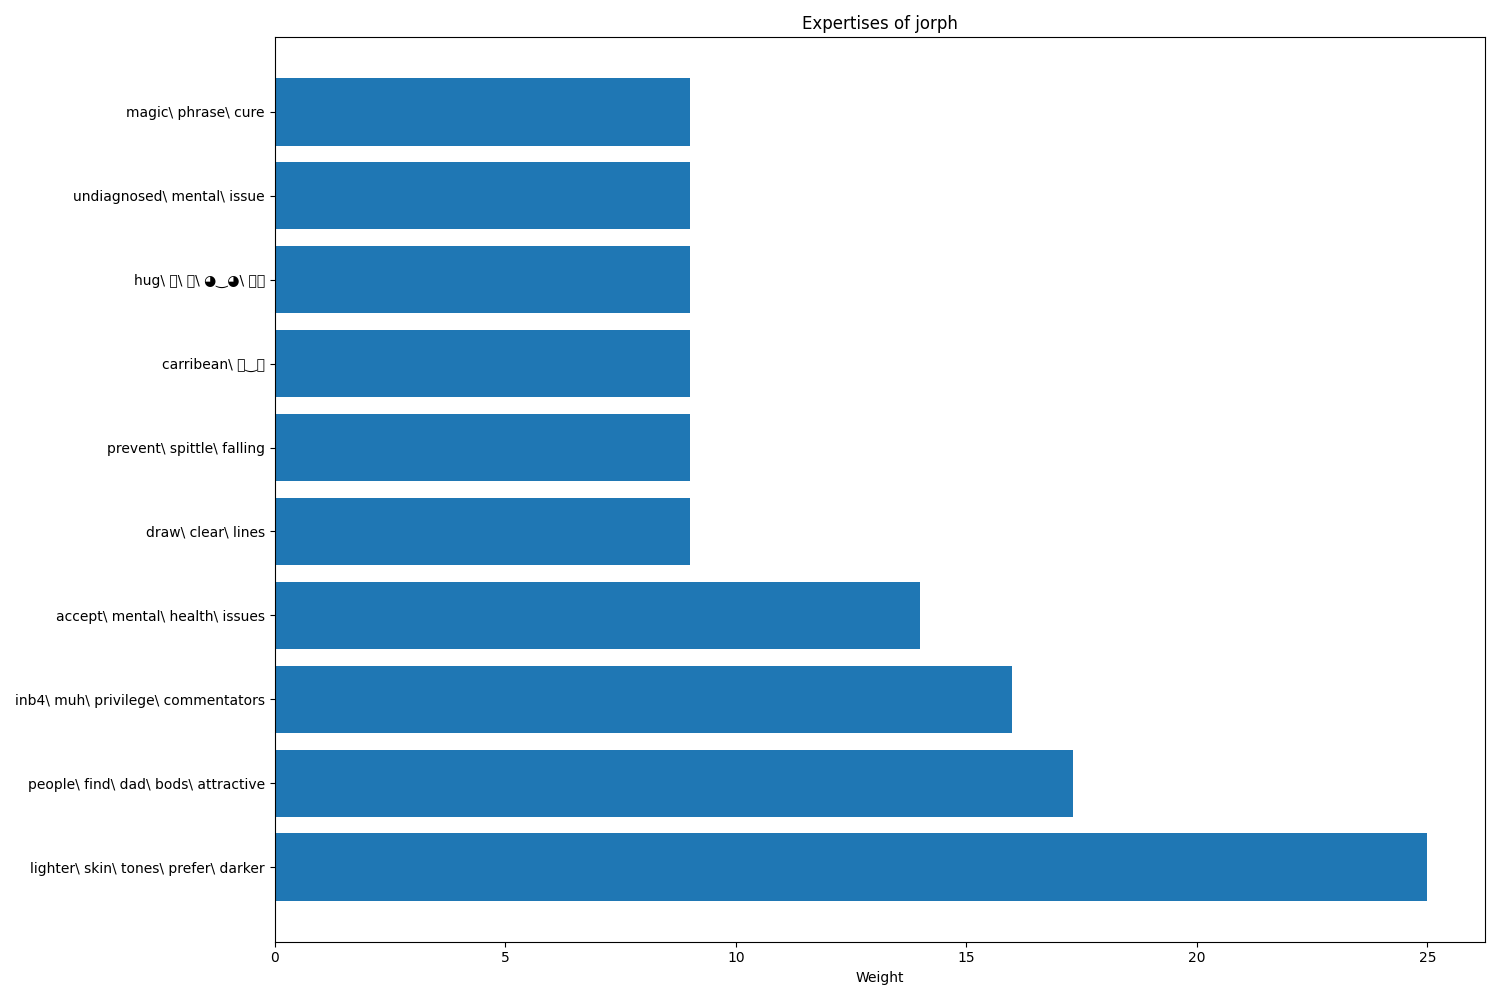 Expertises of jorph
magic\ phrase\ cure
undiagnosed\ mental\ issue
hug\ \ \ ◕‿◕\
carribean\ ‿
prevent\ spittle\ falling
draw\ clear\ lines
accept\ mental\ health\ issues
inb4\ muh\ privilege\ commentators
people\ find\ dad\ bods\ attractive
lighter\ skin\ tones\ prefer\ darker
0 5 10 15 20 25
Weight